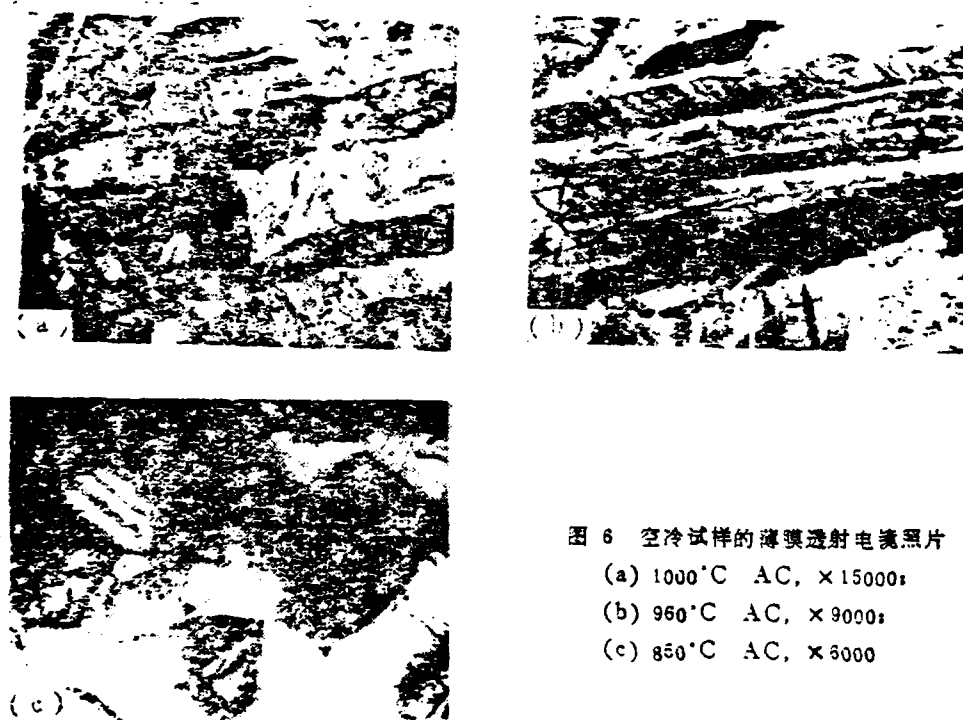 (a)
(b)
(c)
图 6 空冷试样的薄膜透射电镜照片
(a) 1000°C AC, ×15000;
(b) 960°C AC, ×9000;
(c) 850°C AC, ×6000